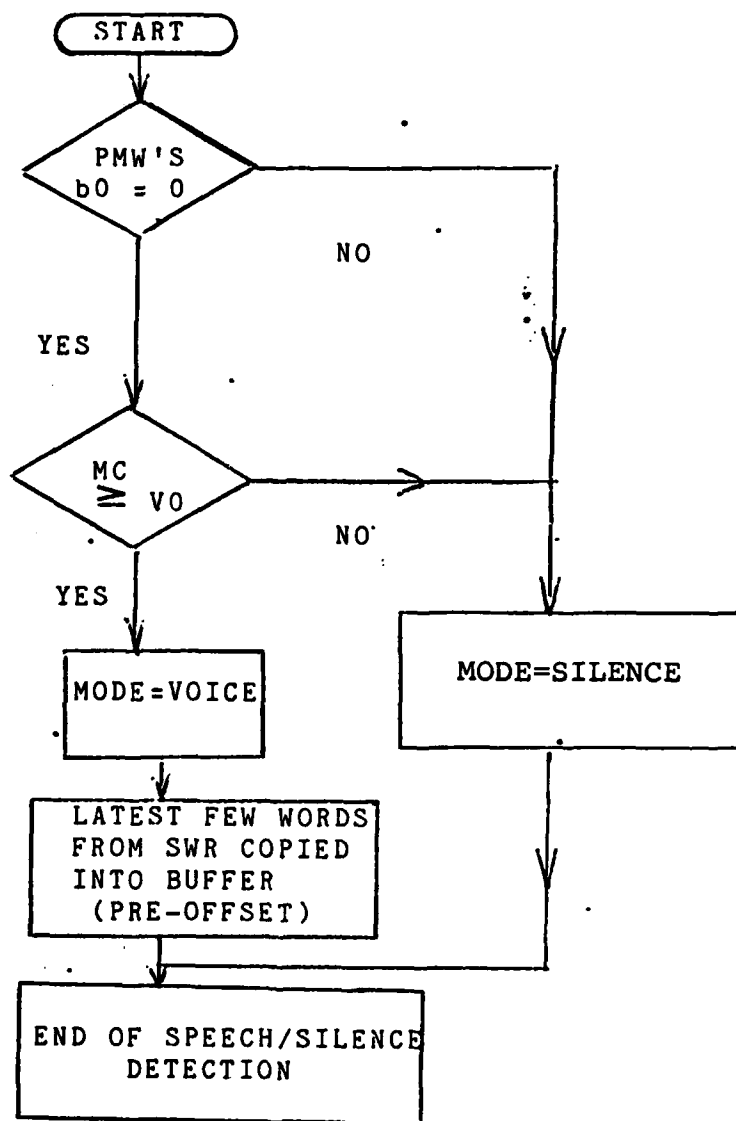 START
PMW'S
b0 = 0
NO
YES
MC
≧ V0
NO
YES
MODE=VOICE
MODE=SILENCE
LATEST FEW WORDS
FROM SWR COPIED
INTO BUFFER
(PRE-OFFSET)
END OF SPEECH/SILENCE
DETECTION